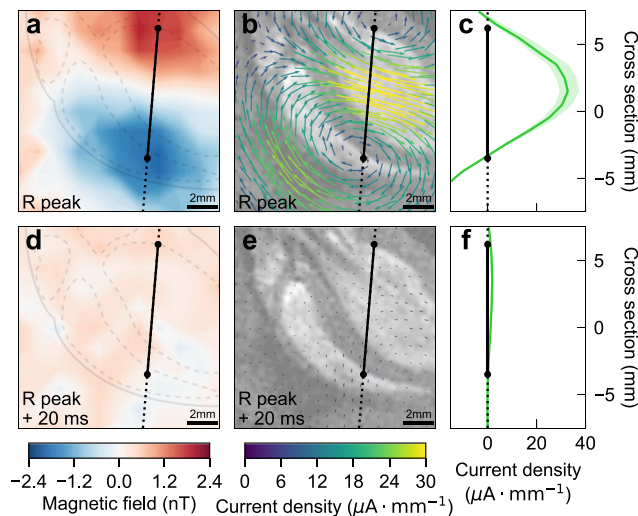 a
R peak
2mm
b
R peak
2mm
c
5
0
−5
Cross section (mm)
d
R peak
+ 20 ms
2mm
e
R peak
+ 20 ms
2mm
f
5
0
−5
Cross section (mm)
−2.4 −1.2 0.0 1.2 2.4
Magnetic field (nT)
0 6 12 18 24 30
Current density (μA · mm⁻¹)
0 20 40
Current density
(μA · mm⁻¹)